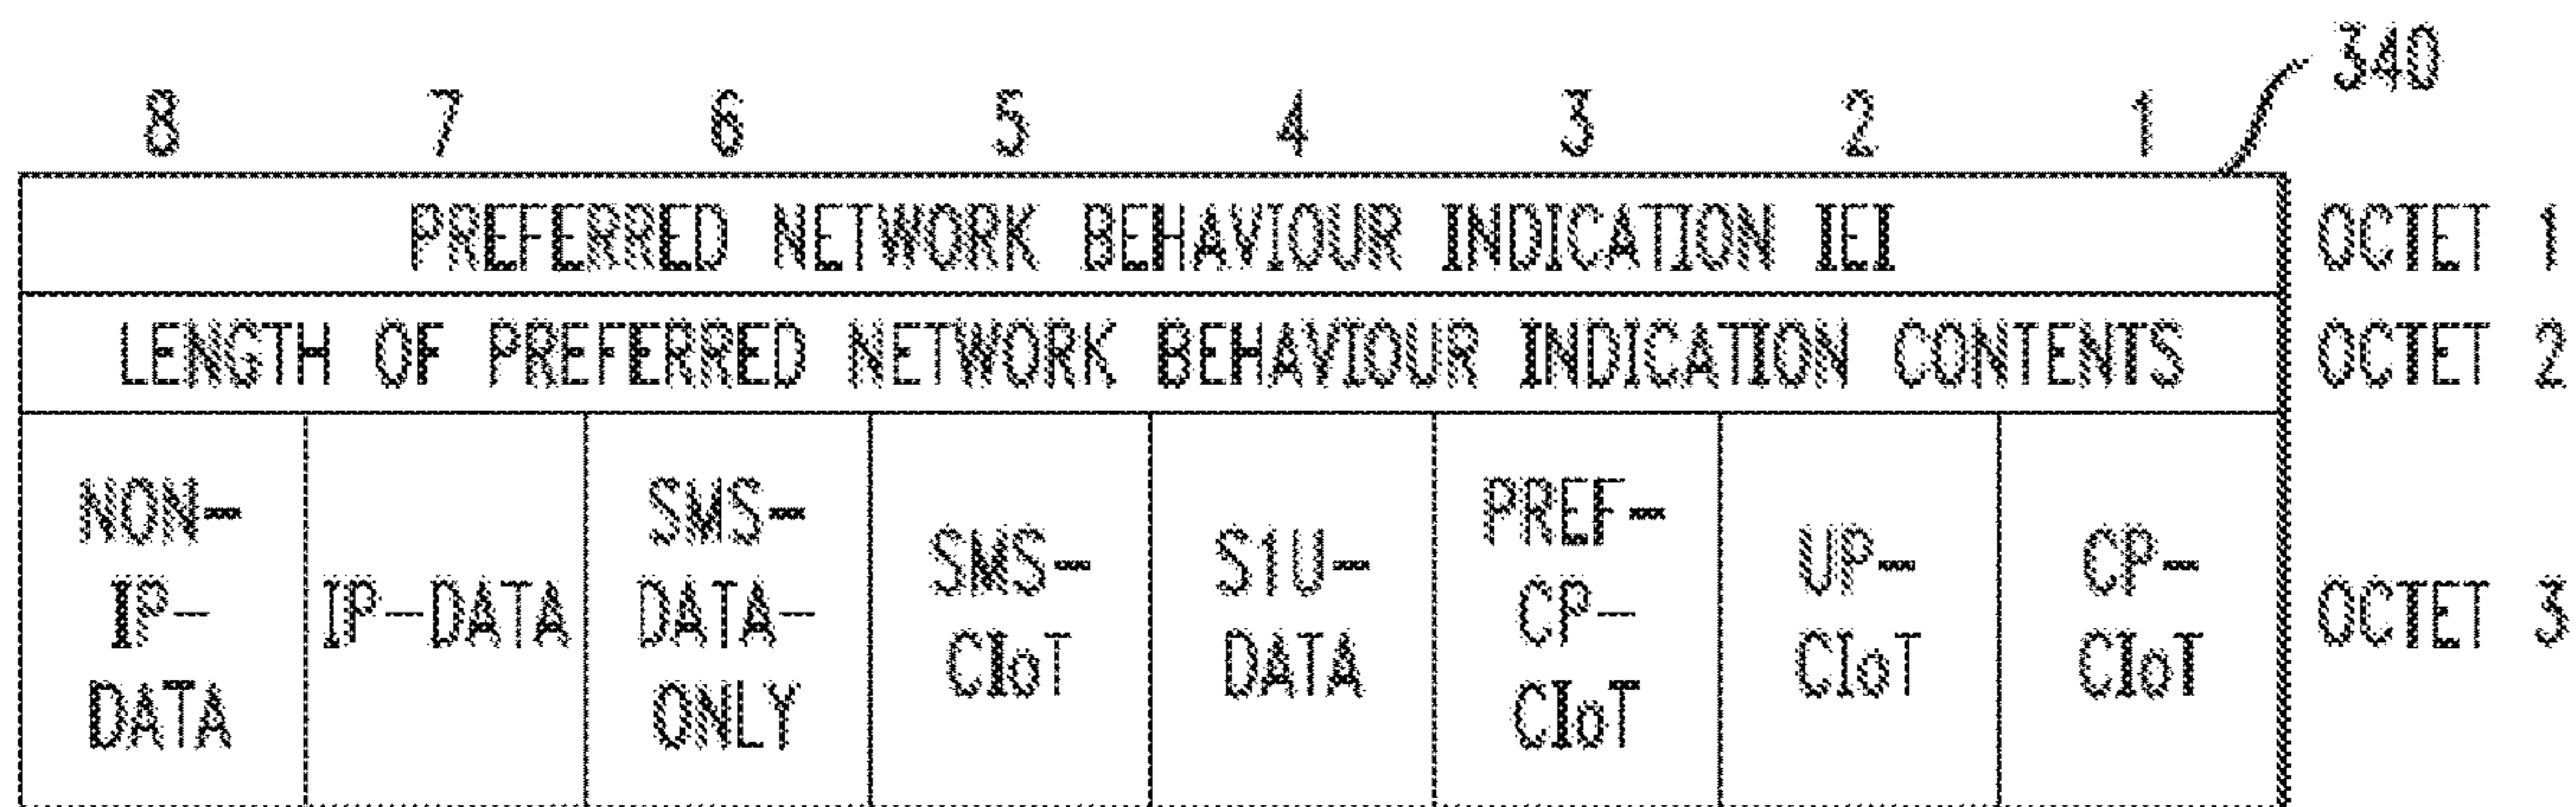 340
8 7 6 5 4 3 2 1
PREFERRED NETWORK BEHAVIOUR INDICATION IEI OCTET 1
LENGTH OF PREFERRED NETWORK BEHAVIOUR INDICATION CONTENTS OCTET 2
NON-
IP-
DATA
IP-DATA
SMS-
DATA-
ONLY
SMS-
CIoT
S1U-
DATA
PREF-
CP-
CIoT
UP-
CIoT
CP-
CIoT
OCTET 3